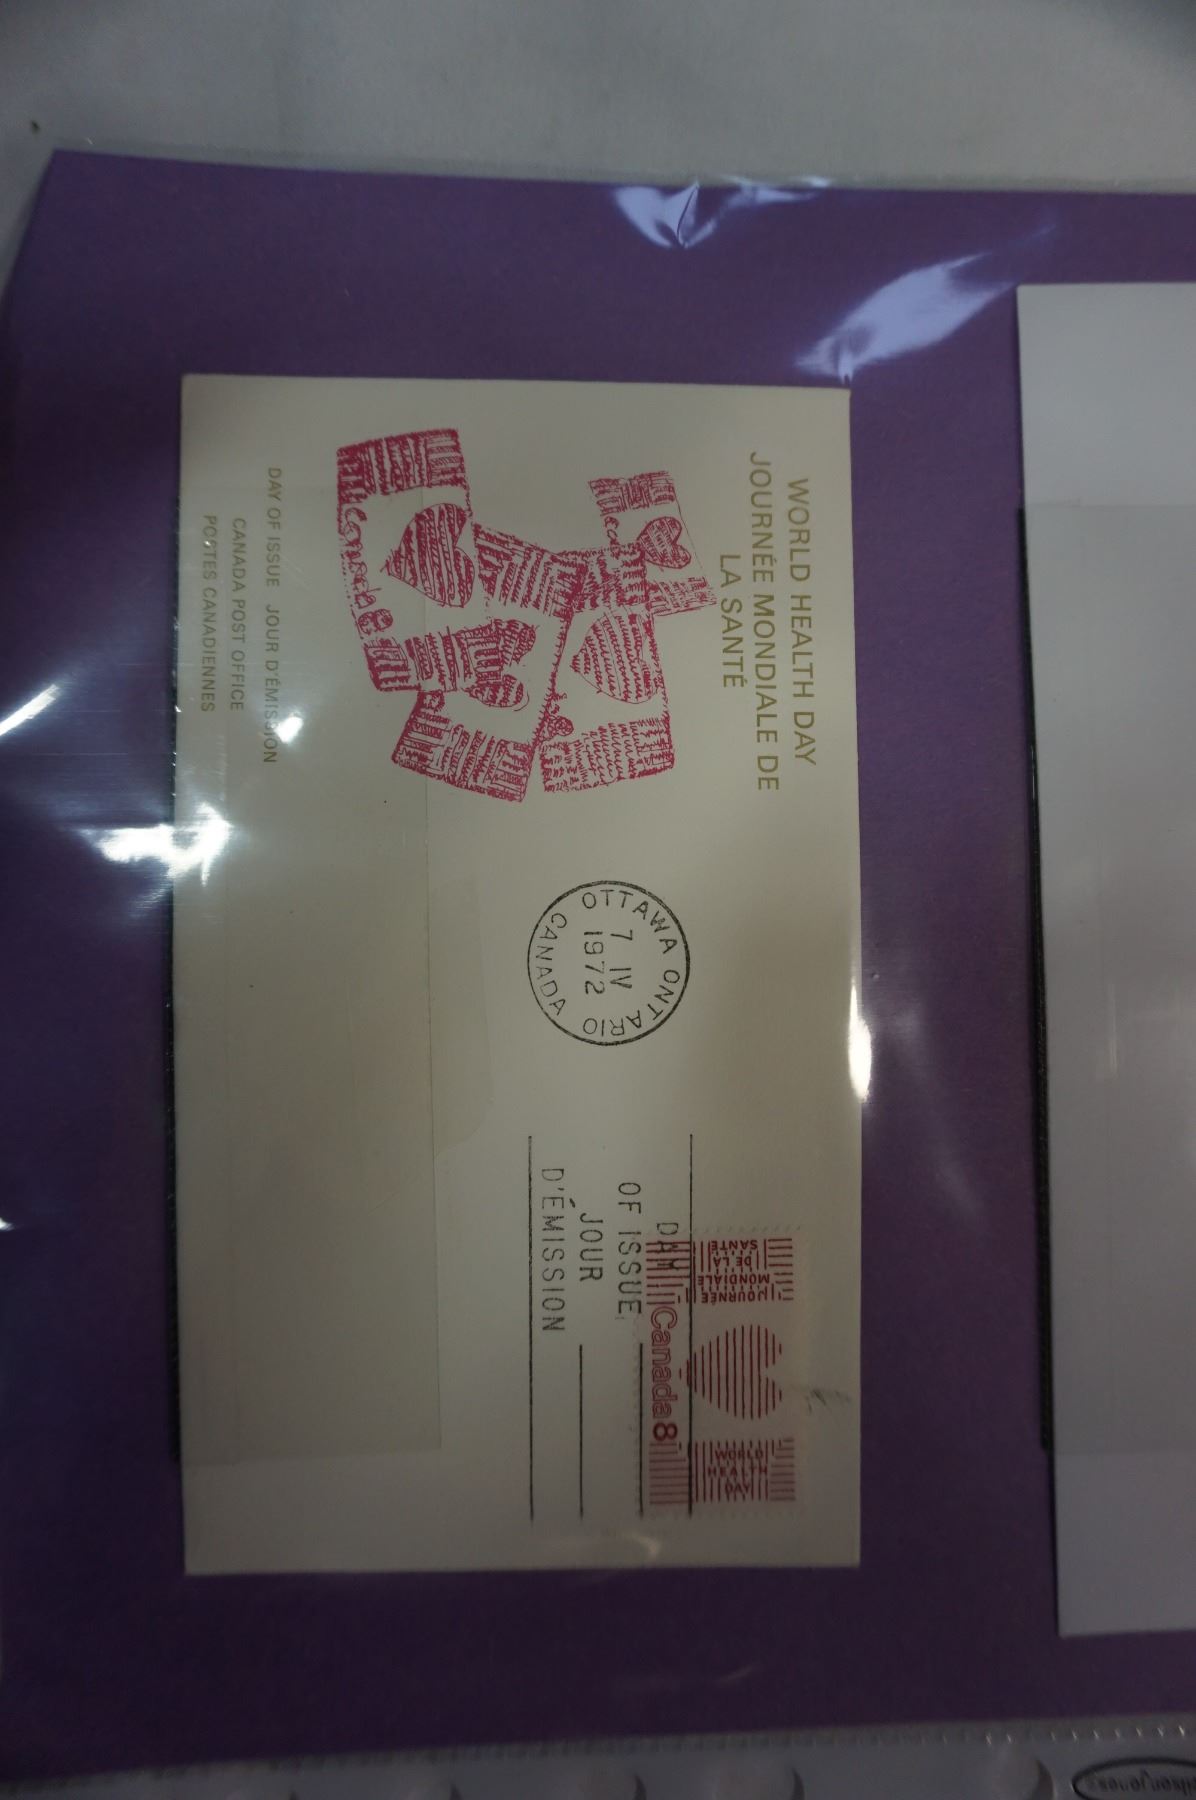 WORLD HEALTH DAY
JOURNÉE MONDIALE DE
LA SANTÉ
DAY OF ISSUE JOUR D'ÉMISSION
CANADA POST OFFICE
POSTES CANADIENNES
OTTAWA ONTARIO
7 IV
1972
CANADA
DAY
OF ISSUE
JOUR
D'ÉMISSION
JOURNÉE
MONDIALE
DE LA
SANTÉ
WORLD
HEALTH
DAY
Canada 8